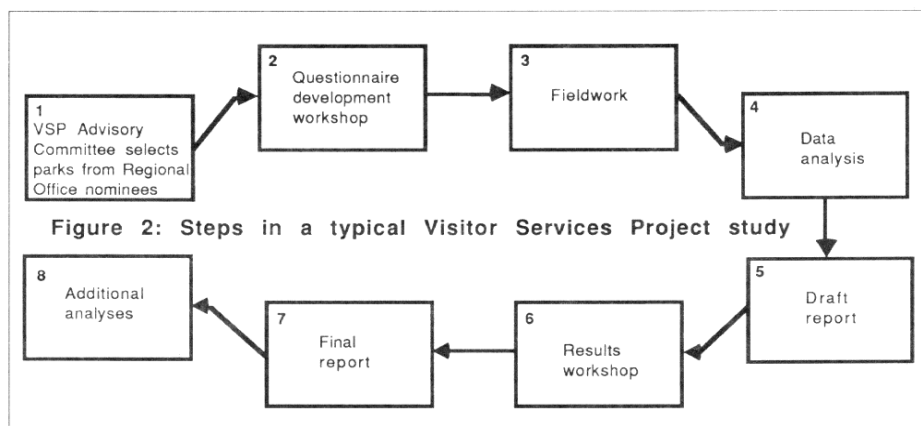 1
VSP Advisory
Committee selects
parks from Regional
Office nominees
2
Questionnaire
development
workshop
3
Fieldwork
4
Data
analysis
Figure 2: Steps in a typical Visitor Services Project study
5
Draft
report
6
Results
workshop
7
Final
report
8
Additional
analyses